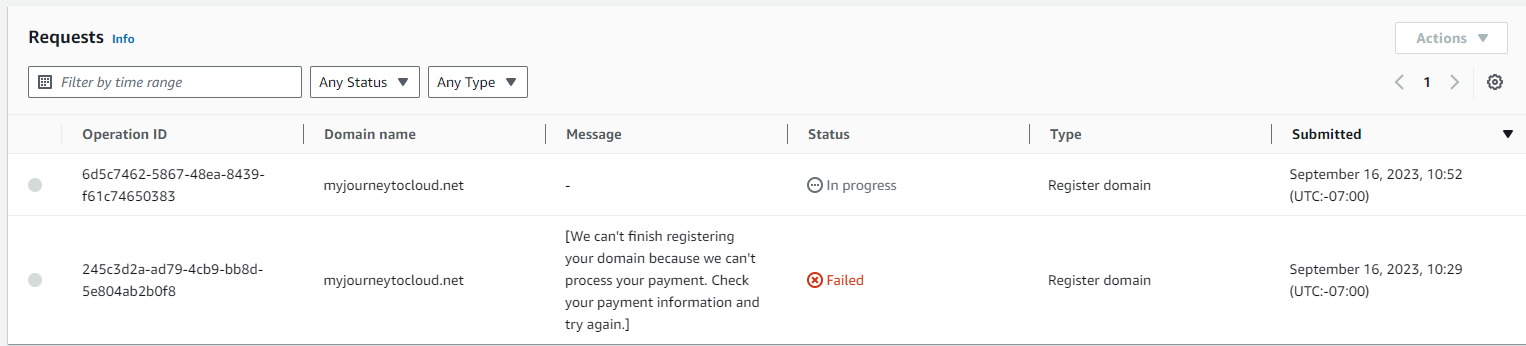 Requests Info
Actions
Filter by time range
Any Status
Any Type
1
Operation ID
Domain name
Message
Status
Type
Submitted
6d5c7462-5867-48ea-8439-
f61c74650383
myjourneytocloud.net
-
In progress
Register domain
September 16, 2023, 10:52
(UTC:-07:00)
245c3d2a-ad79-4cb9-bb8d-
5e804ab2b0f8
myjourneytocloud.net
[We can't finish registering
your domain because we can't
process your payment. Check
your payment information and
try again.]
Failed
Register domain
September 16, 2023, 10:29
(UTC:-07:00)